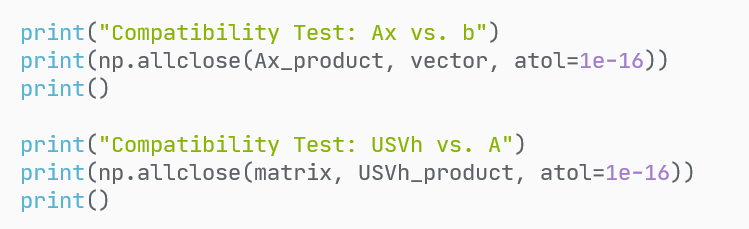 print("Compatibility Test: Ax vs. b")
print(np.allclose(Ax_product, vector, atol=1e-16))
print()
print("Compatibility Test: USVh vs. A")
print(np.allclose(matrix, USVh_product, atol=1e-16))
print()